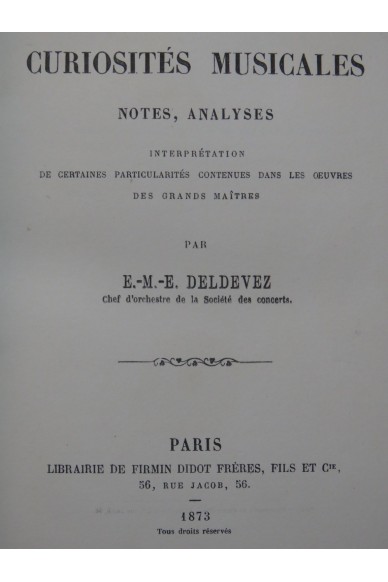 CURIOSITÉS MUSICALES
NOTES, ANALYSES
INTERPRÉTATION
DE CERTAINES PARTICULARITÉS CONTENUES DANS LES OEUVRES
DES GRANDS MAÎTRES
PAR
E.-M.-E. DELDEVEZ
Chef d'orchestre de la Société des concerts.
PARIS
LIBRAIRIE DE FIRMIN DIDOT FRÈRES, FILS ET Cie,
56, RUE JACOB, 56.
1873
Tous droits réservés